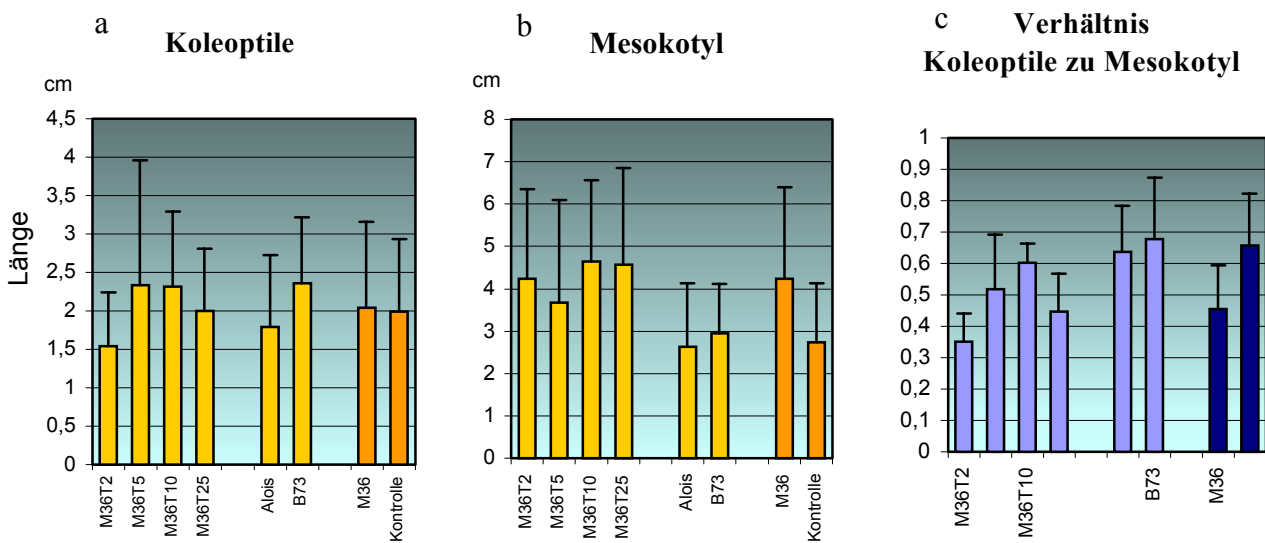 a
Koleoptile
cm
Länge
4,5
4
3,5
3
2,5
2
1,5
1
0,5
0
M36T2
M36T5
M36T10
M36T25
Alois
B73
M36
Kontrolle
b
Mesokotyl
cm
8
7
6
5
4
3
2
1
0
M36T2
M36T5
M36T10
M36T25
Alois
B73
M36
Kontrolle
c
Verhältnis
Koleoptile zu Mesokotyl
1
0,9
0,8
0,7
0,6
0,5
0,4
0,3
0,2
0,1
0
M36T2
M36T10
B73
M36